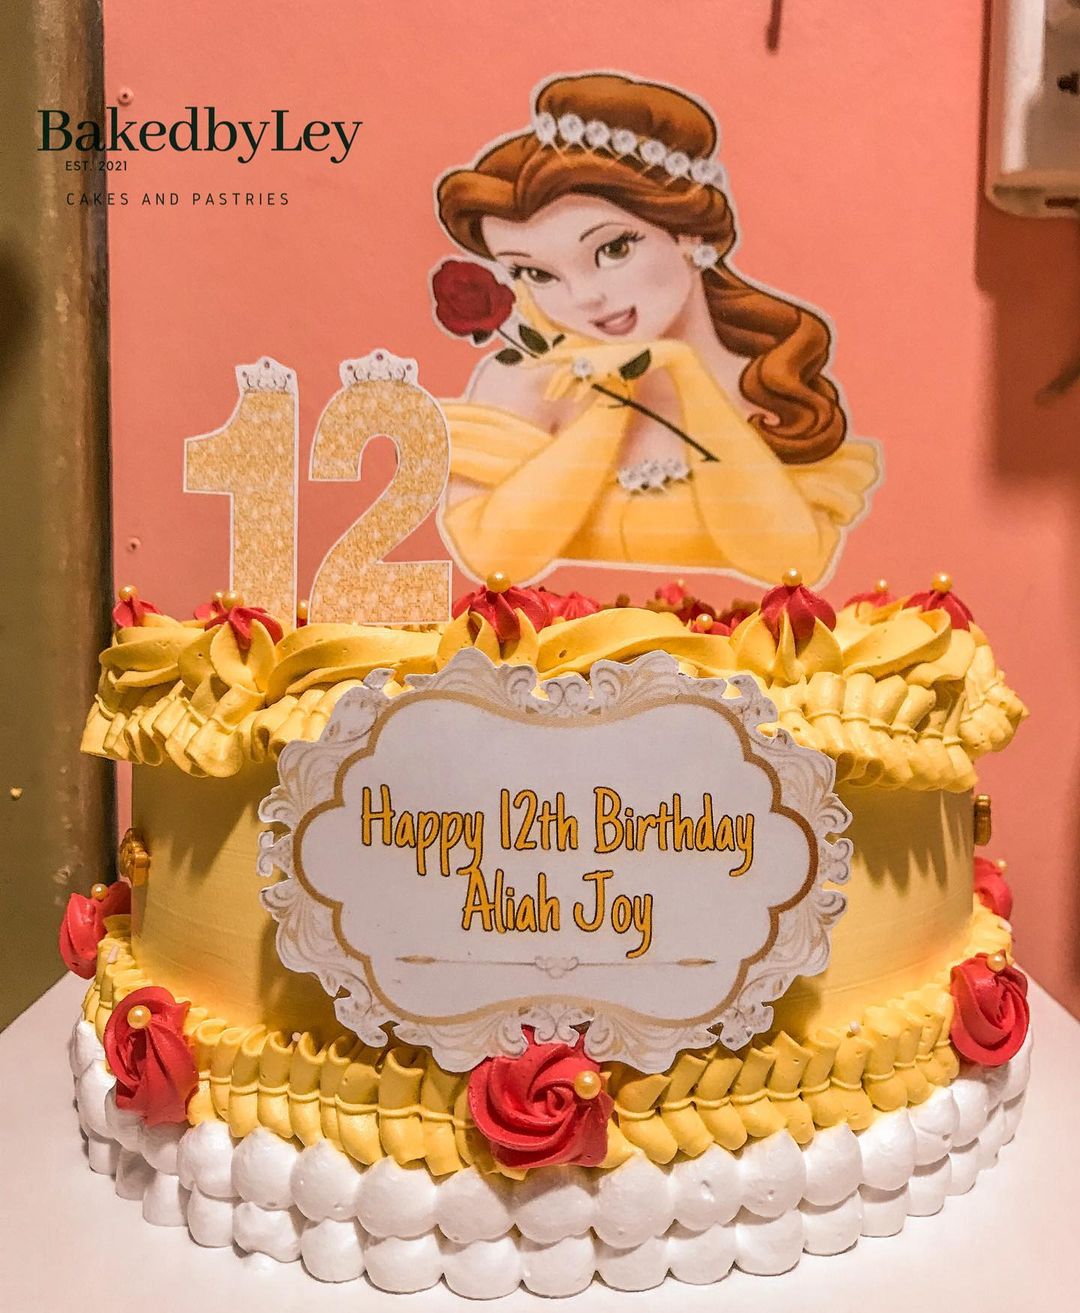 BakedbyLey
EST. 2021
CAKES AND PASTRIES
12
Happy 12th Birthday
Aliah Joy